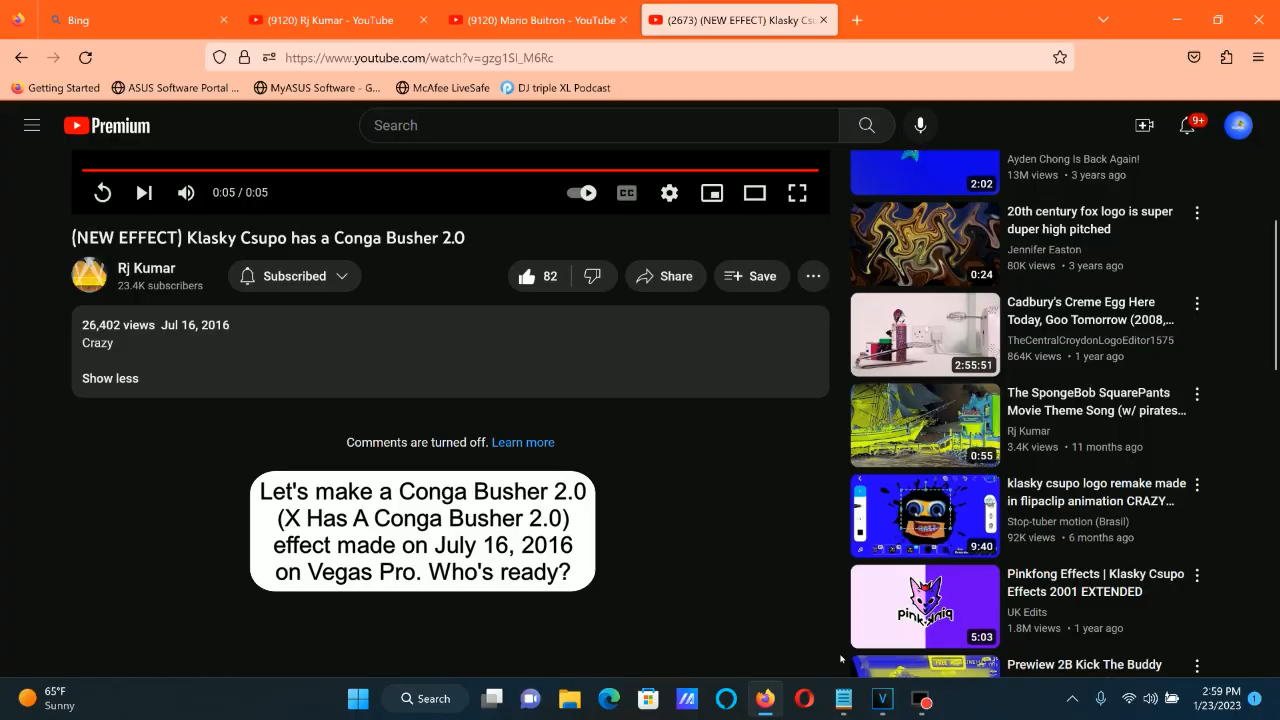 Bing
(9120) Rj Kumar - YouTube
(9120) Mario Buitron - YouTube
(2673) (NEW EFFECT) Klasky Csu
https://www.youtube.com/watch?v=gzg1Sl_M6Rc
Getting Started
ASUS Software Portal ...
MyASUS Software - G...
McAfee LiveSafe
DJ triple XL Podcast
Premium
Search
9+
0:05 / 0:05
CC
(NEW EFFECT) Klasky Csupo has a Conga Busher 2.0
Rj Kumar
23.4K subscribers
Subscribed
82
Share
Save
26,402 views Jul 16, 2016
Crazy
Show less
Comments are turned off. Learn more
Let's make a Conga Busher 2.0
(X Has A Conga Busher 2.0)
effect made on July 16, 2016
on Vegas Pro. Who's ready?
2:02
Ayden Chong Is Back Again!
13M views • 3 years ago
0:24
20th century fox logo is super
duper high pitched
Jennifer Easton
80K views • 3 years ago
2:55:51
Cadbury's Creme Egg Here
Today, Goo Tomorrow (2008,...
TheCentralCroydonLogoEditor1575
864K views • 1 year ago
0:55
The SpongeBob SquarePants
Movie Theme Song (w/ pirates...
Rj Kumar
3.4K views • 11 months ago
9:40
klasky csupo logo remake made
in flipaclip animation CRAZY...
Stop-tuber motion (Brasil)
92K views • 6 months ago
5:03
Pinkfong Effects | Klasky Csupo
Effects 2001 EXTENDED
UK Edits
1.8M views • 1 year ago
Prewiew 2B Kick The Buddy
65°F
Sunny
Search
V
2:59 PM
1/23/2023
1